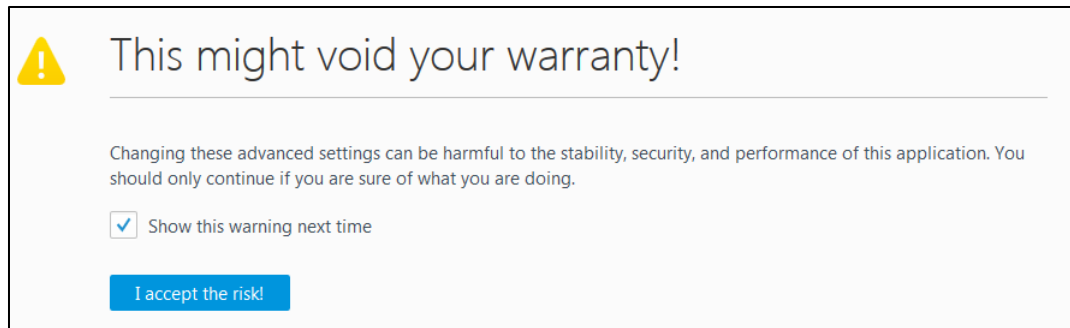 This might void your warranty!
Changing these advanced settings can be harmful to the stability, security, and performance of this application. You
should only continue if you are sure of what you are doing.
Show this warning next time
I accept the risk!